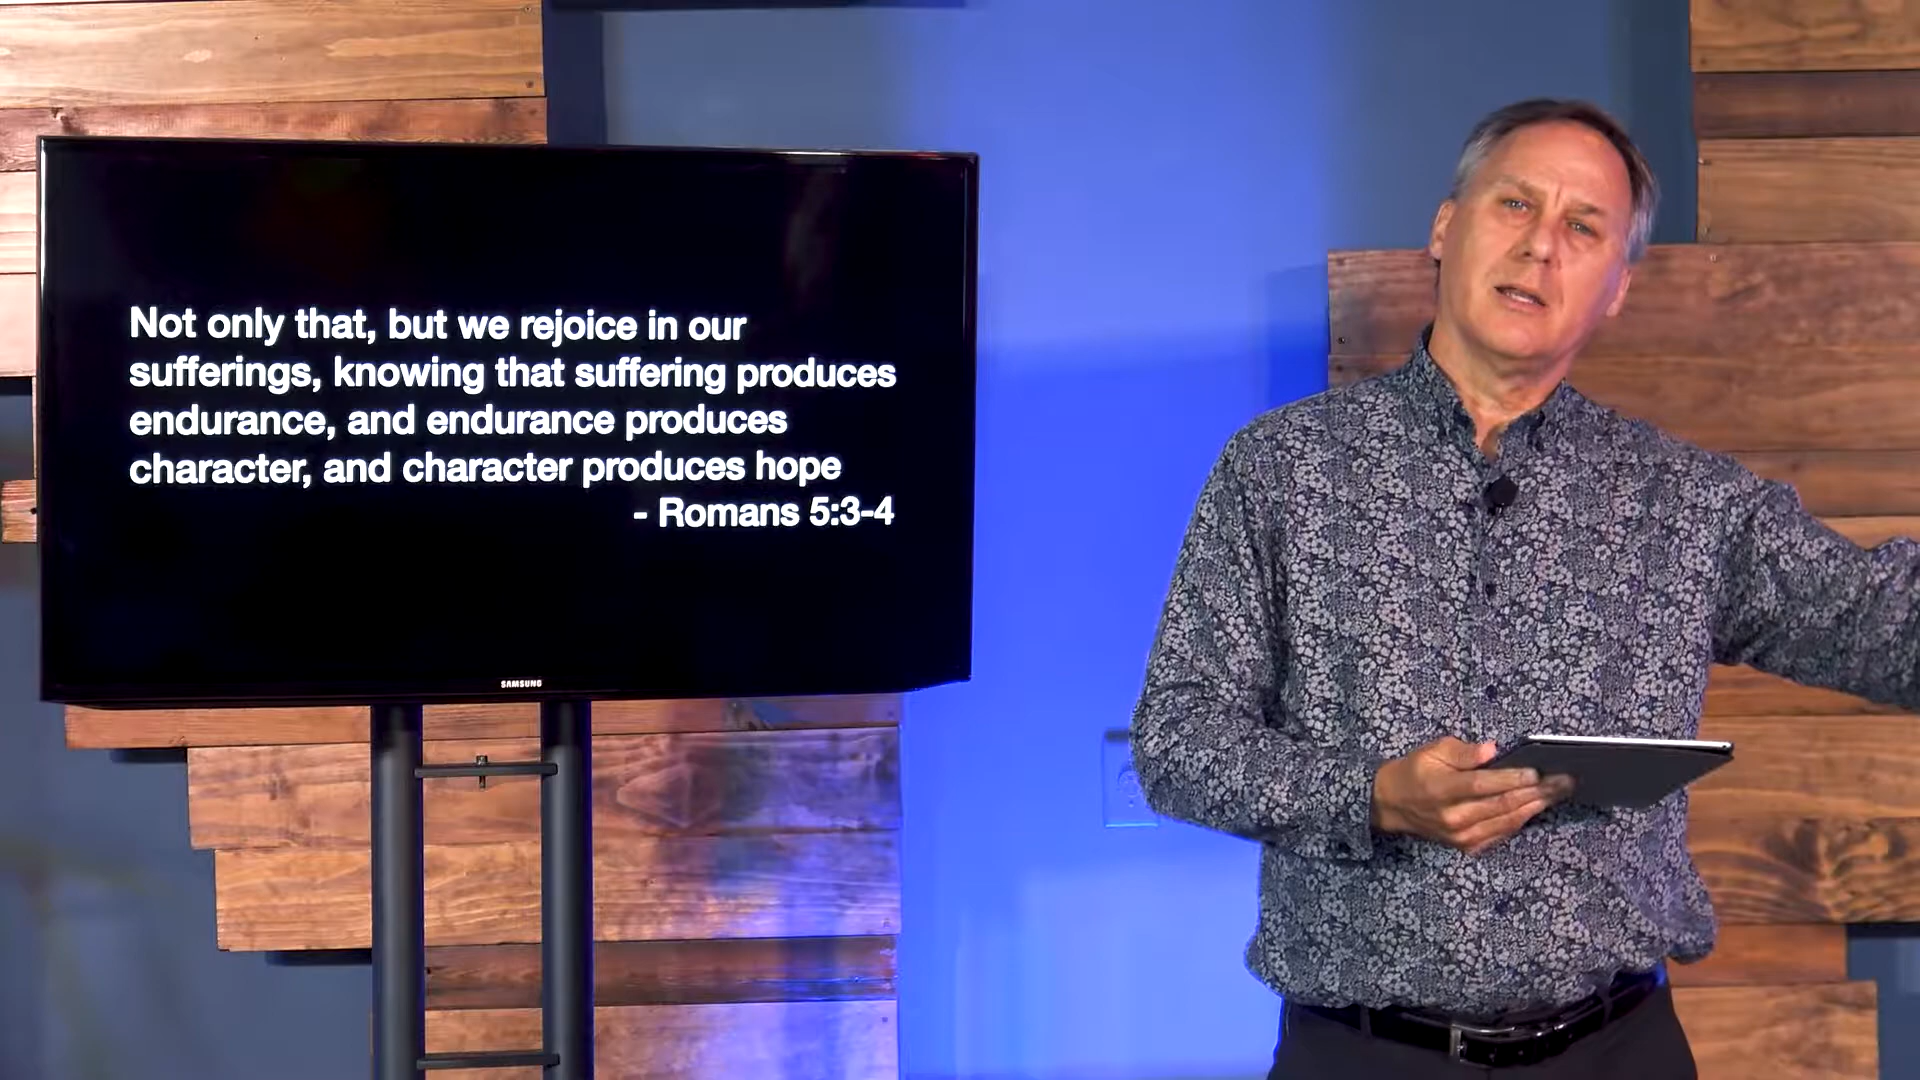 Not only that, but we rejoice in our
sufferings, knowing that suffering produces
endurance, and endurance produces
character, and character produces hope
- Romans 5:3-4
SAMSUNG